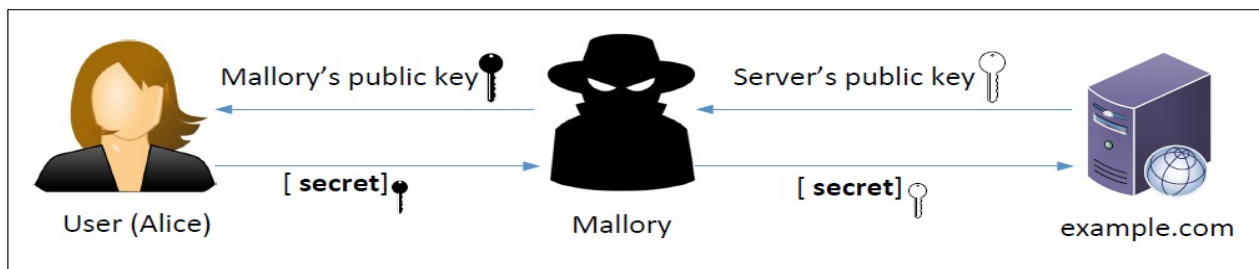 Mallory's public key
Server's public key
[ secret]
[ secret]
User (Alice)
Mallory
example.com